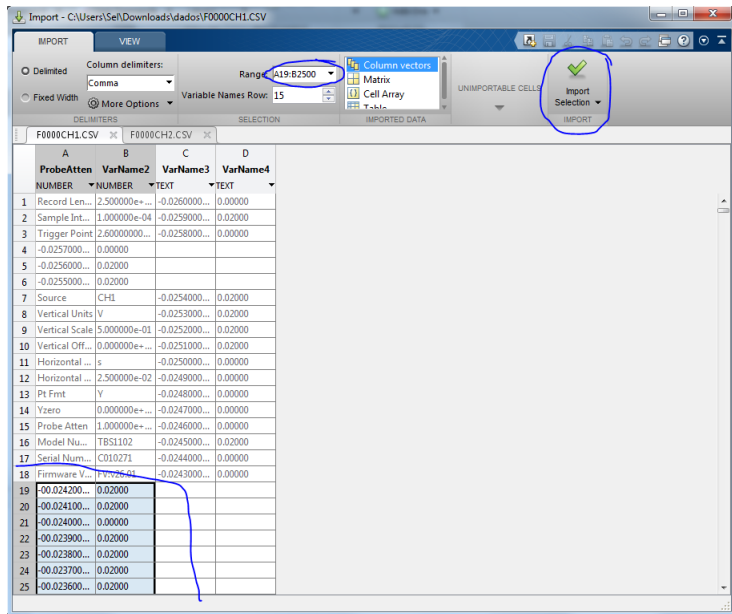 Import - C:\Users\Sel\Downloads\dados\F0000CH1.CSV
IMPORT VIEW
Delimited
Fixed Width
Column delimiters:
Comma
More Options
DELIMITERS
Range: A19:B2500
Variable Names Row: 15
SELECTION
Column vectors
Matrix
Cell Array
Table
IMPORTED DATA
UNIMPORTABLE CELLS
Import
Selection
IMPORT
F0000CH1.CSV F0000CH2.CSV
A B C D
ProbeAtten VarName2 VarName3 VarName4
NUMBER NUMBER TEXT TEXT
1 Record Len... 2.500000e+... -0.0260000... 0.00000
2 Sample Int... 1.000000e-04 -0.0259000... 0.02000
3 Trigger Point 2.60000000... -0.0258000... 0.00000
4 -0.0257000... 0.00000
5 -0.0256000... 0.02000
6 -0.0255000... 0.02000
7 Source CH1 -0.0254000... 0.02000
8 Vertical Units V -0.0253000... 0.02000
9 Vertical Scale 5.000000e-01 -0.0252000... 0.02000
10 Vertical Off... 0.000000e+... -0.0251000... 0.02000
11 Horizontal ... s -0.0250000... 0.00000
12 Horizontal ... 2.500000e-02 -0.0249000... 0.00000
13 Pt Fmt Y -0.0248000... 0.00000
14 Yzero 0.000000e+... -0.0247000... 0.00000
15 Probe Atten 1.000000e+... -0.0246000... 0.00000
16 Model Nu... TBS1102 -0.0245000... 0.02000
17 Serial Num... C010271 -0.0244000... 0.00000
18 Firmware V... FV:v26.01 -0.0243000... 0.00000
19 -00.024200... 0.02000
20 -00.024100... 0.02000
21 -00.024000... 0.00000
22 -00.023900... 0.02000
23 -00.023800... 0.02000
24 -00.023700... 0.02000
25 -00.023600... 0.02000